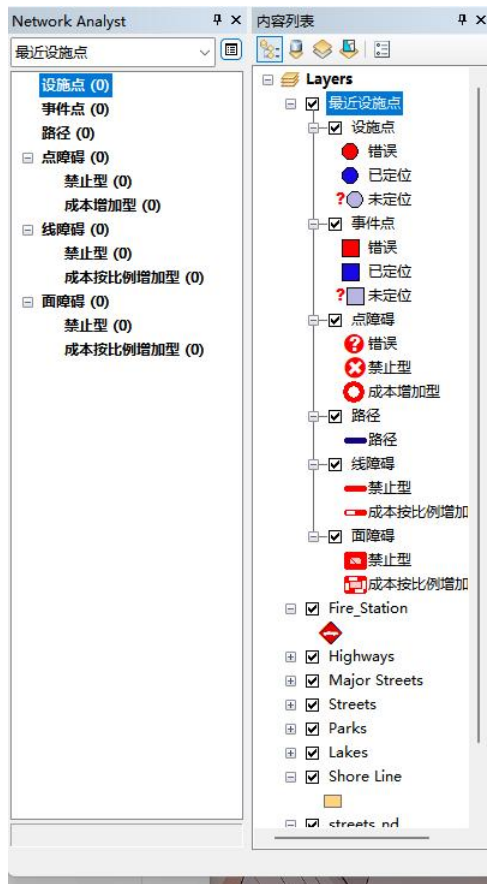 Network Analyst
最近设施点
设施点 (0)
事件点 (0)
路径 (0)
点障碍 (0)
禁止型 (0)
成本增加型 (0)
线障碍 (0)
禁止型 (0)
成本按比例增加型 (0)
面障碍 (0)
禁止型 (0)
成本按比例增加型 (0)
内容列表
Layers
最近设施点
设施点
错误
已定位
?未定位
事件点
错误
已定位
?未定位
点障碍
?错误
禁止型
成本增加型
路径
路径
线障碍
禁止型
成本按比例增加
面障碍
禁止型
成本按比例增加
Fire_Station
Highways
Major Streets
Streets
Parks
Lakes
Shore Line
streets_nd